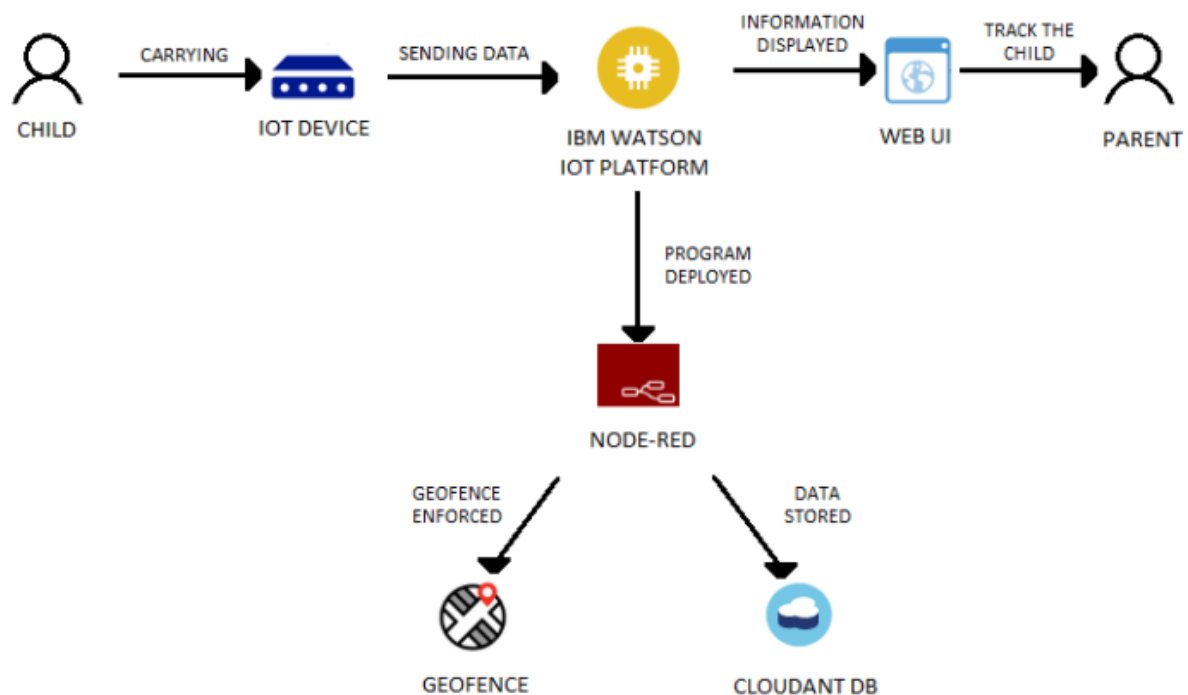 CARRYING
SENDING DATA
INFORMATION
DISPLAYED
TRACK THE
CHILD
CHILD
IOT DEVICE
IBM WATSON
IOT PLATFORM
WEB UI
PARENT
PROGRAM
DEPLOYED
NODE-RED
GEOFENCE
ENFORCED
DATA
STORED
GEOFENCE
CLOUDANT DB